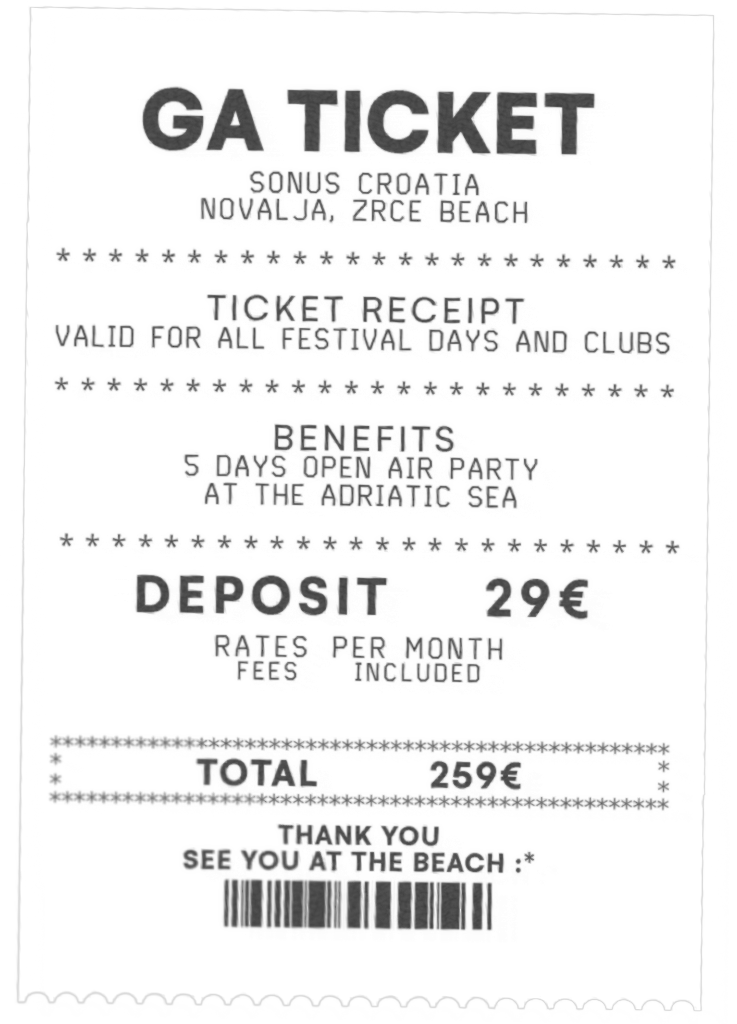 GA TICKET
SONUS CROATIA
NOVALJA, ZRCE BEACH
* * * * * * * * * * * * * * * * * * * * * * * *
TICKET RECEIPT
VALID FOR ALL FESTIVAL DAYS AND CLUBS
* * * * * * * * * * * * * * * * * * * * * * * *
BENEFITS
5 DAYS OPEN AIR PARTY
AT THE ADRIATIC SEA
* * * * * * * * * * * * * * * * * * * * * * * *
DEPOSIT 29€
RATES PER MONTH
FEES INCLUDED
**************************************************
* TOTAL 259€ *
* *
**************************************************
THANK YOU
SEE YOU AT THE BEACH :*